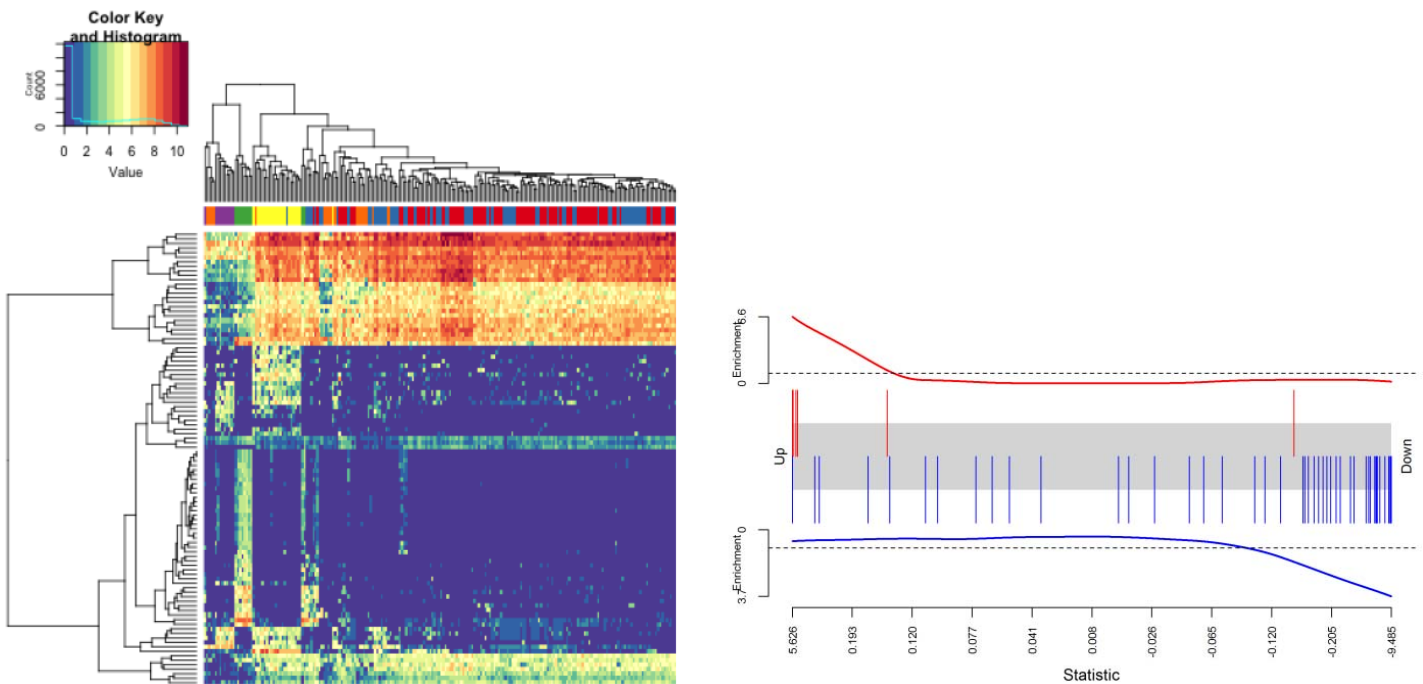 Color Key
and Histogram
Count
0
6000
0 2 4 6 8 10
Value
Enrichment
0
5.6
Up
Down
Enrichment
3.7
0
5.626
0.193
0.120
0.077
0.041
0.008
-0.026
-0.065
-0.120
-0.205
-9.485
Statistic